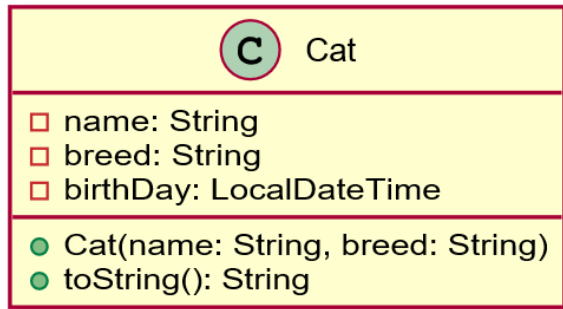 C Cat
name: String
breed: String
birthDay: LocalDateTime
Cat(name: String, breed: String)
toString(): String